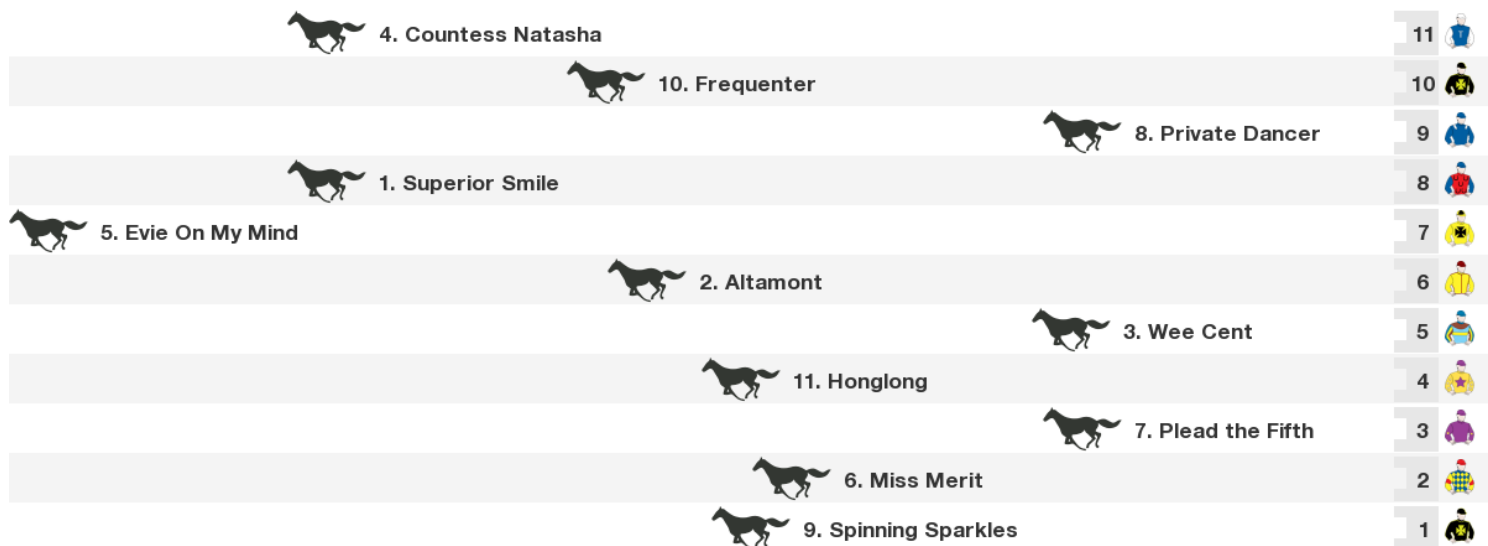 4. Countess Natasha 11
10. Frequenter 10
8. Private Dancer 9
1. Superior Smile 8
5. Evie On My Mind 7
2. Altamont 6
3. Wee Cent 5
11. Honglong 4
7. Plead the Fifth 3
6. Miss Merit 2
9. Spinning Sparkles 1